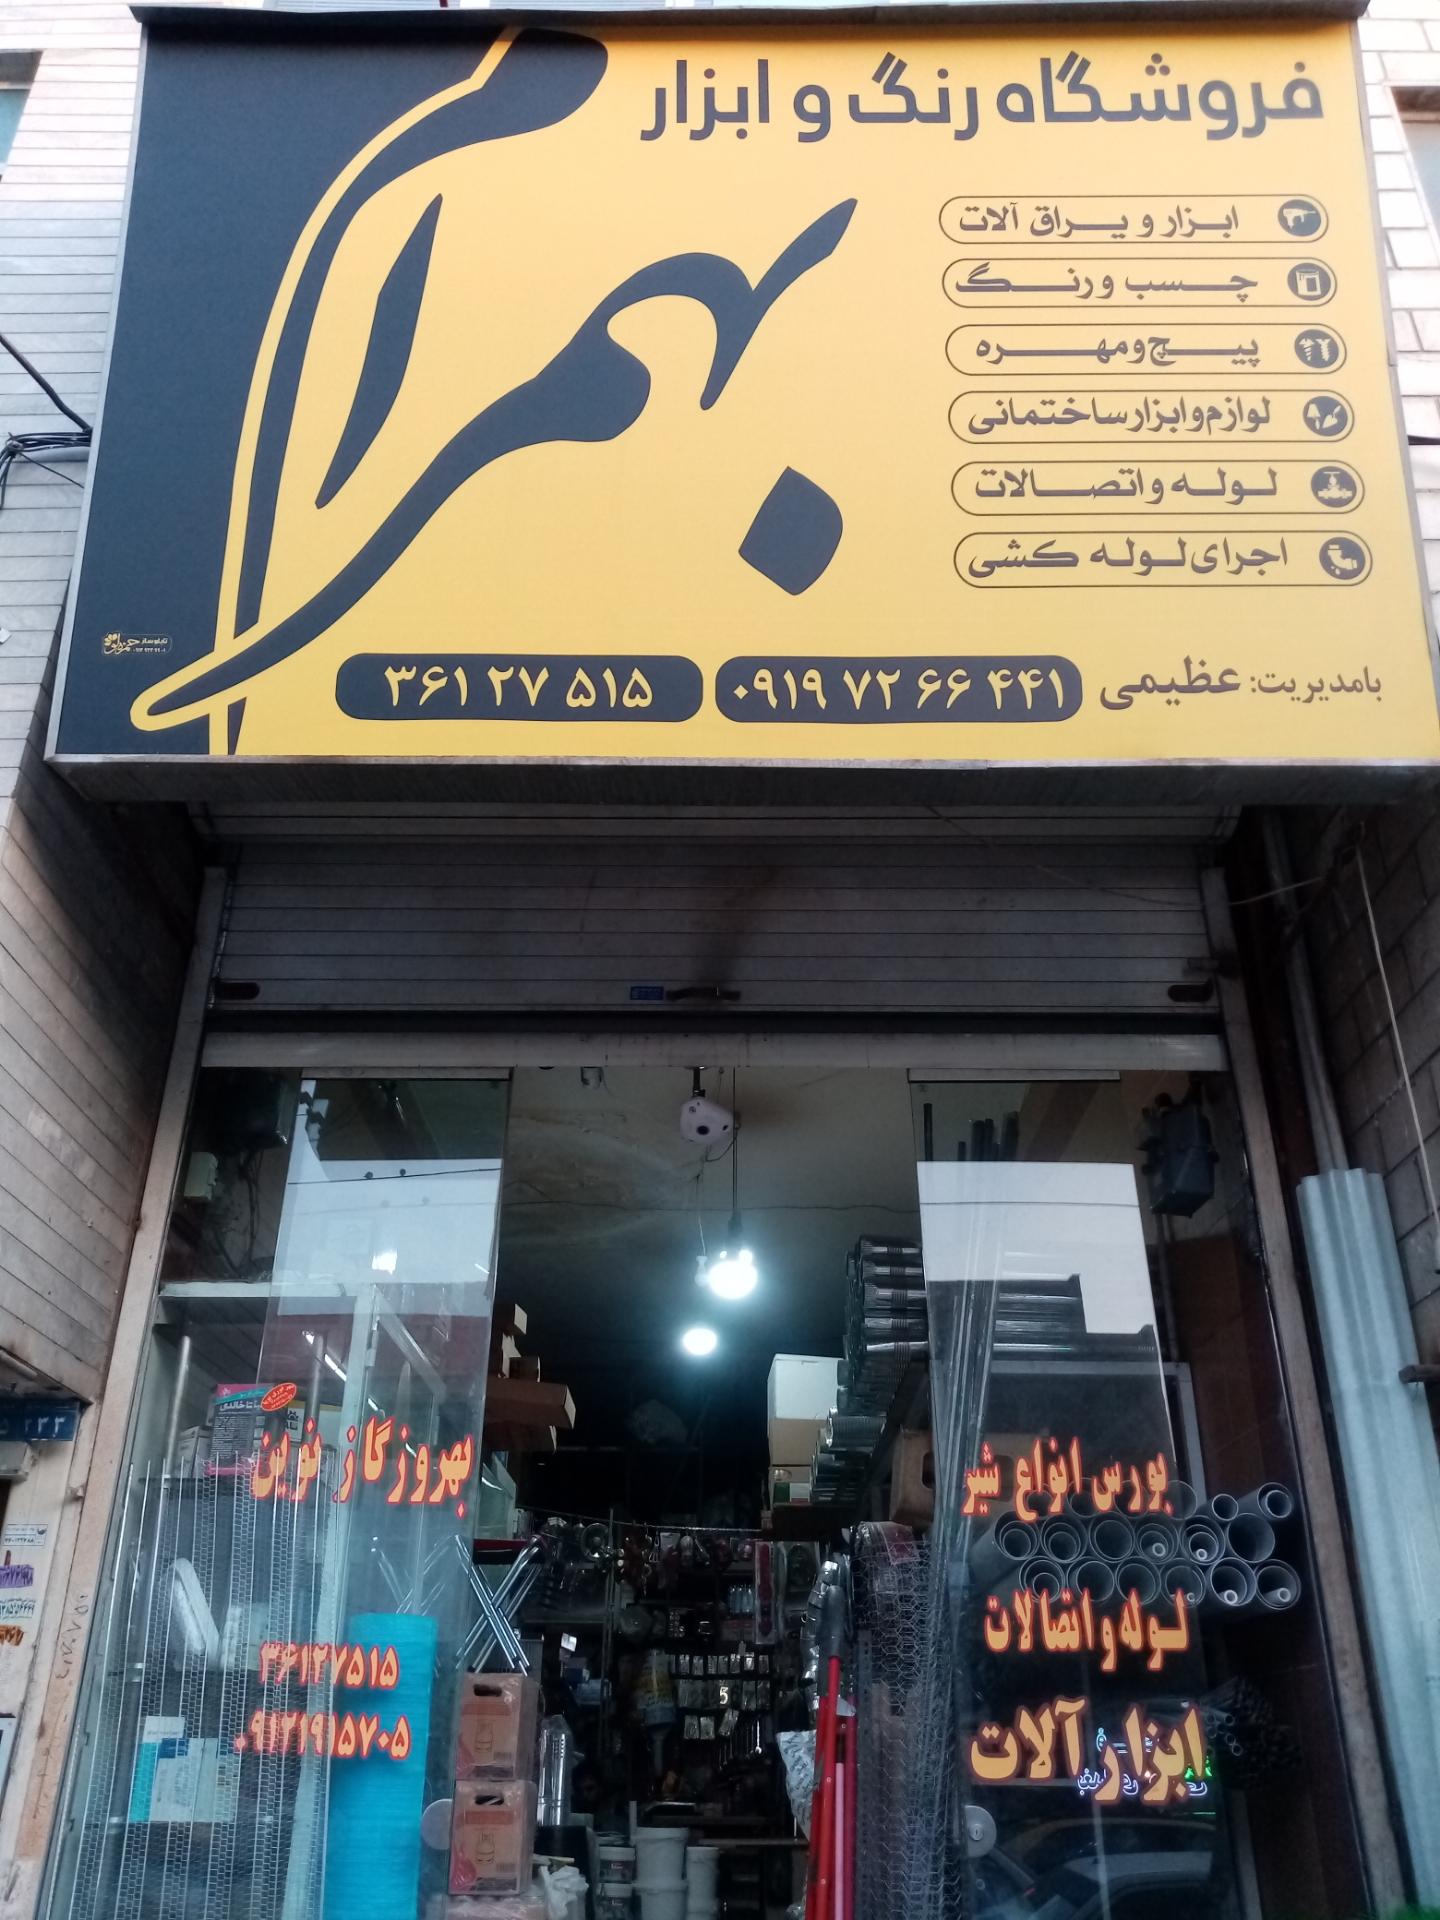 فروشگاه رنگ و ابزار
بهرام
ابزار و یراق آلات
چسب و رنگ
پیچ و مهره
لوازم و ابزار ساختمانی
لوله و اتصالات
اجرای لوله کشی
بامدیریت: عظیمی
۰۹۱۹ ۷۲ ۶۶ ۴۴۱
۳۶۱ ۲۷ ۵۱۵
تابلوساز
بهروز گاز نوین
۳۶۱۲۷۵۱۵
۰۹۱۲۱۹۱۵۷۰۵
بورس انواع شیر
لوله و اتصالات
ابزار آلات